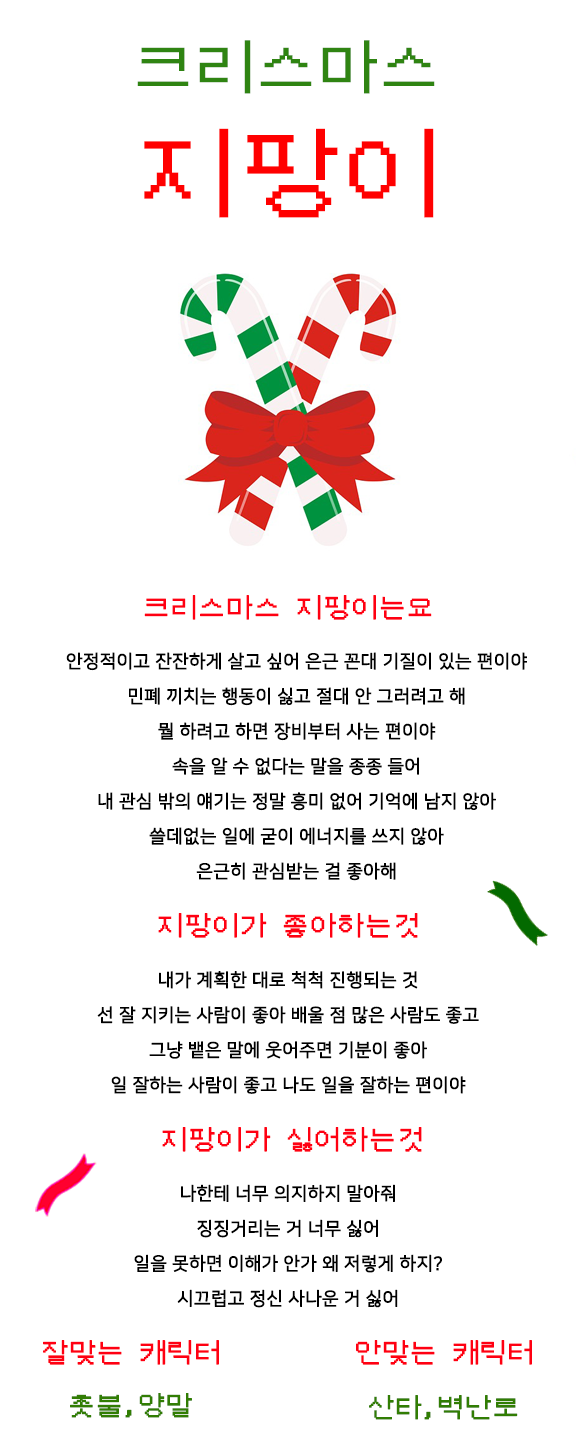 크리스마스
지팡이
크리스마스 지팡이는요
안정적이고 잔잔하게 살고 싶어 은근 꼰대 기질이 있는 편이야
민폐 끼치는 행동이 싫고 절대 안 그러려고 해
뭘 하려고 하면 장비부터 사는 편이야
속을 알 수 없다는 말을 종종 들어
내 관심 밖의 얘기는 정말 흥미 없어 기억에 남지 않아
쓸데없는 일에 굳이 에너지를 쓰지 않아
은근히 관심받는 걸 좋아해
지팡이가 좋아하는것
내가 계획한 대로 척척 진행되는 것
선 잘 지키는 사람이 좋아 배울 점 많은 사람도 좋고
그냥 뱉은 말에 웃어주면 기분이 좋아
일 잘하는 사람이 좋고 나도 일을 잘하는 편이야
지팡이가 싫어하는것
나한테 너무 의지하지 말아줘
징징거리는 거 너무 싫어
일을 못하면 이해가 안가 왜 저렇게 하지?
시끄럽고 정신 사나운 거 싫어
잘맞는 캐릭터
촛불,양말
안맞는 캐릭터
산타,벽난로